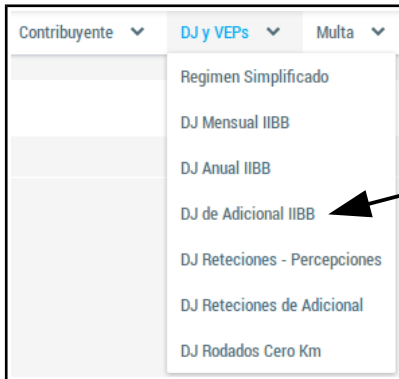 Contribuyente DJ y VEPs Multa
Regimen Simplificado
DJ Mensual IIBB
DJ Anual IIBB
DJ de Adicional IIBB
DJ Reteciones - Percepciones
DJ Reteciones de Adicional
DJ Rodados Cero Km